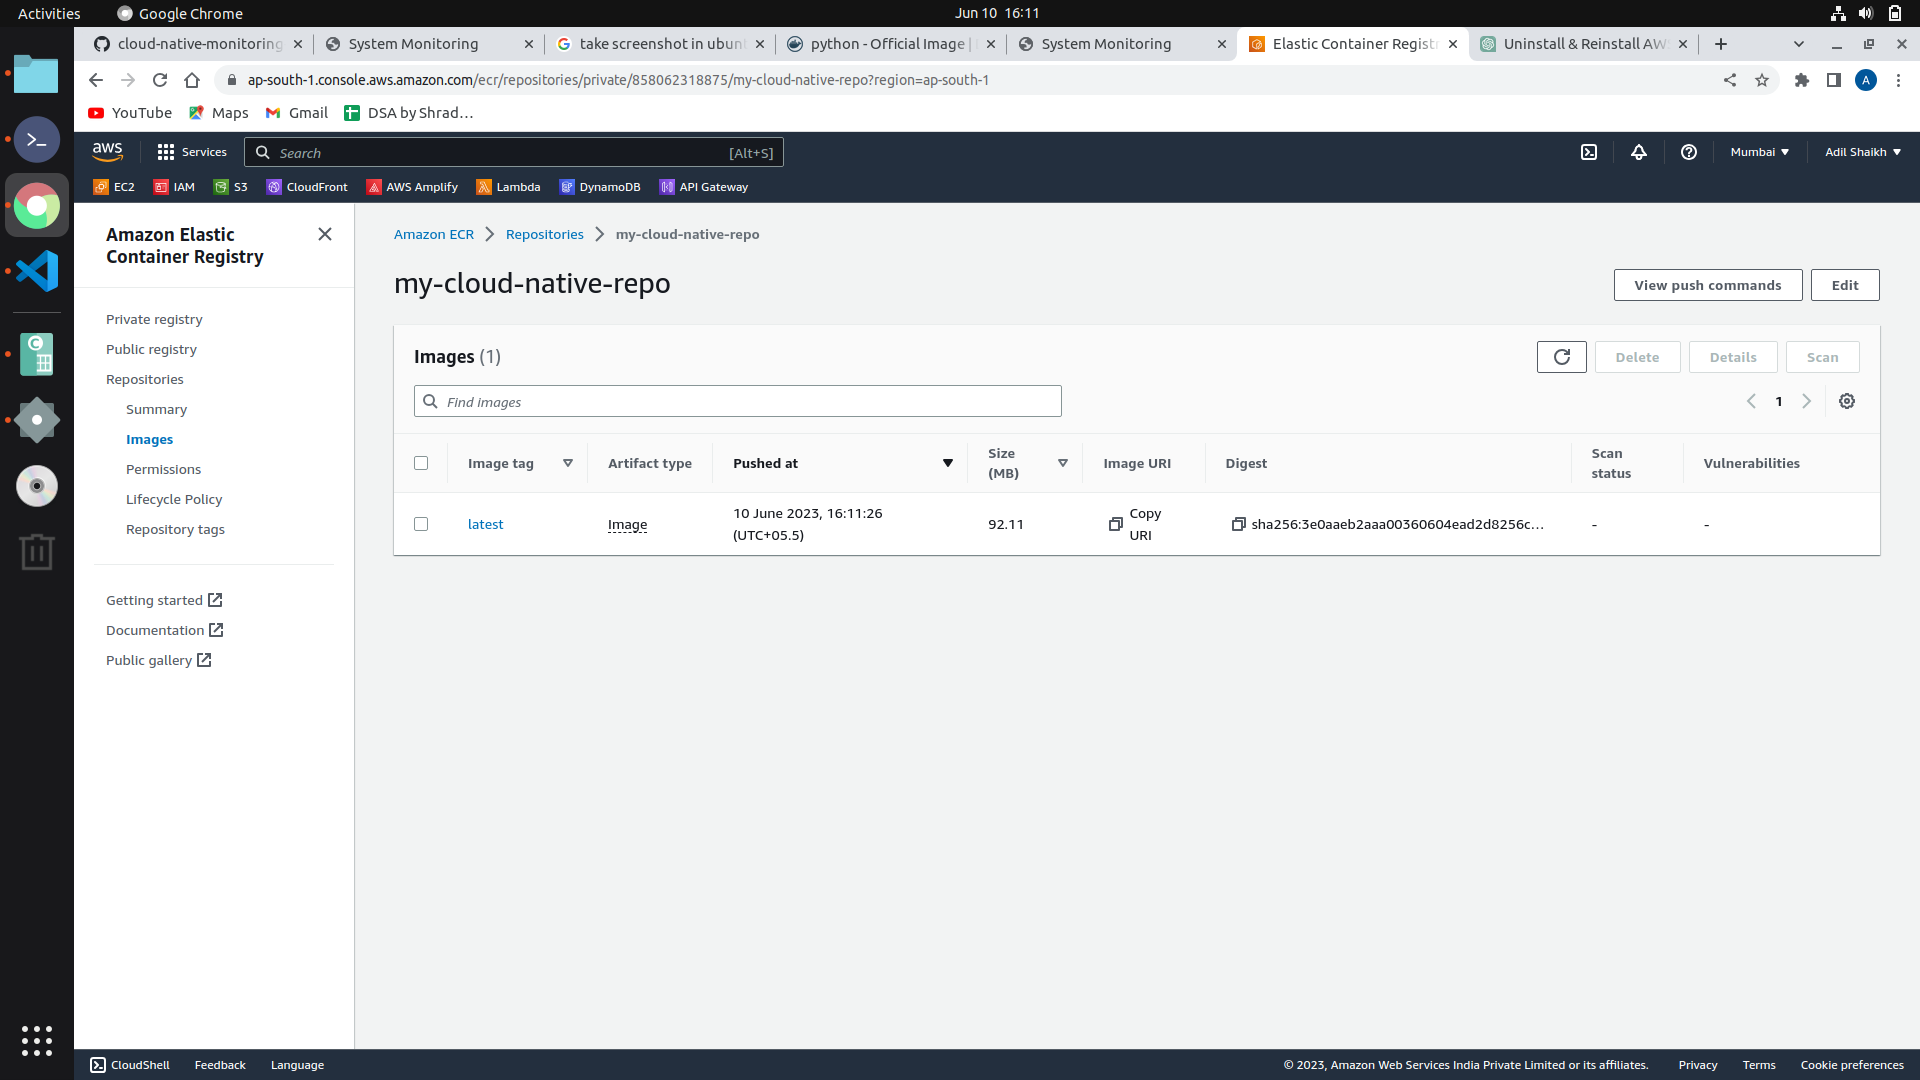 Activities
Google Chrome
Jun 10 16:11
cloud-native-monitoring
System Monitoring
take screenshot in ubun
python - Official Image |
System Monitoring
Elastic Container Regist
Uninstall & Reinstall AW
ap-south-1.console.aws.amazon.com/ecr/repositories/private/858062318875/my-cloud-native-repo?region=ap-south-1
A
YouTube
Maps
Gmail
DSA by Shrad...
aws
Services
Search
[Alt+S]
Mumbai
Adil Shaikh
EC2
IAM
S3
CloudFront
AWS Amplify
Lambda
DynamoDB
API Gateway
Amazon Elastic
Container Registry
Private registry
Public registry
Repositories
Summary
Images
Permissions
Lifecycle Policy
Repository tags
Getting started
Documentation
Public gallery
Amazon ECR
Repositories
my-cloud-native-repo
my-cloud-native-repo
View push commands
Edit
Images (1)
Delete
Details
Scan
Find images
1
Image tag
Artifact type
Pushed at
Size
(MB)
Image URI
Digest
Scan
status
Vulnerabilities
latest
Image
10 June 2023, 16:11:26
(UTC+05.5)
92.11
Copy
URI
sha256:3e0aaeb2aaa00360604ead2d8256c...
-
-
CloudShell
Feedback
Language
© 2023, Amazon Web Services India Private Limited or its affiliates.
Privacy
Terms
Cookie preferences